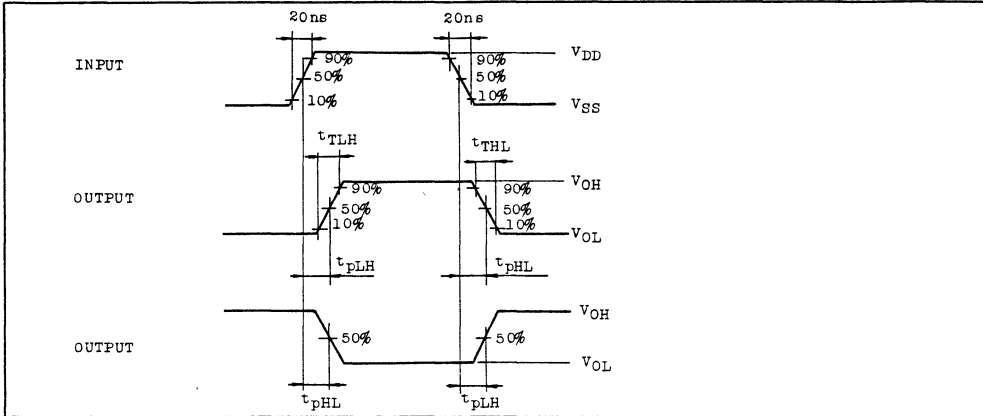 20ns 20ns
INPUT 90% 90% VDD
50% 50%
10% 10% VSS
tTLH tTHL
OUTPUT 90% 90% VOH
50% 50%
10% 10% VOL
tpLH tpHL
OUTPUT 50% 50% VOH
VOL
tpHL tpLH